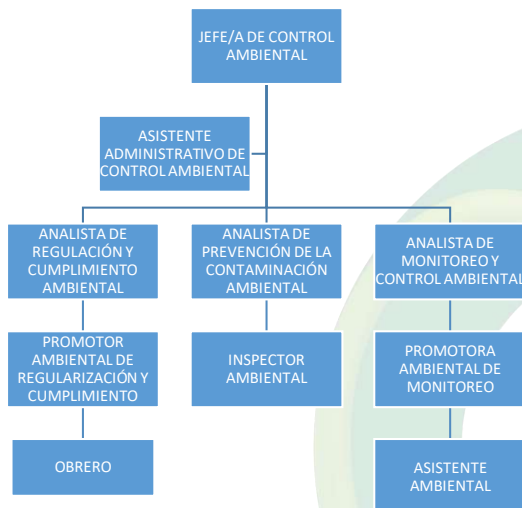 JEFE/A DE CONTROL
AMBIENTAL
ASISTENTE
ADMINISTRATIVO DE
CONTROL AMBIENTAL
ANALISTA DE
REGULACIÓN Y
CUMPLIMIENTO
AMBIENTAL
ANALISTA DE
PREVENCIÓN DE LA
CONTAMINACIÓN
AMBIENTAL
ANALISTA DE
MONITOREO Y
CONTROL AMBIENTAL
PROMOTOR
AMBIENTAL DE
REGULARIZACIÓN Y
CUMPLIMIENTO
INSPECTOR
AMBIENTAL
PROMOTORA
AMBIENTAL DE
MONITOREO
OBRERO
ASISTENTE
AMBIENTAL